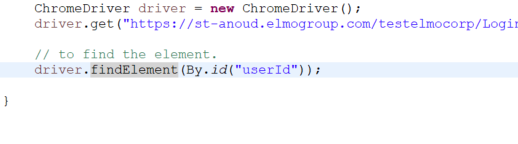 ChromeDriver driver = new ChromeDriver();
driver.get("https://st-anoud.elmogroup.com/testelmocorp/Login
// to find the element.
driver.findElement(By.id("userId"));
}